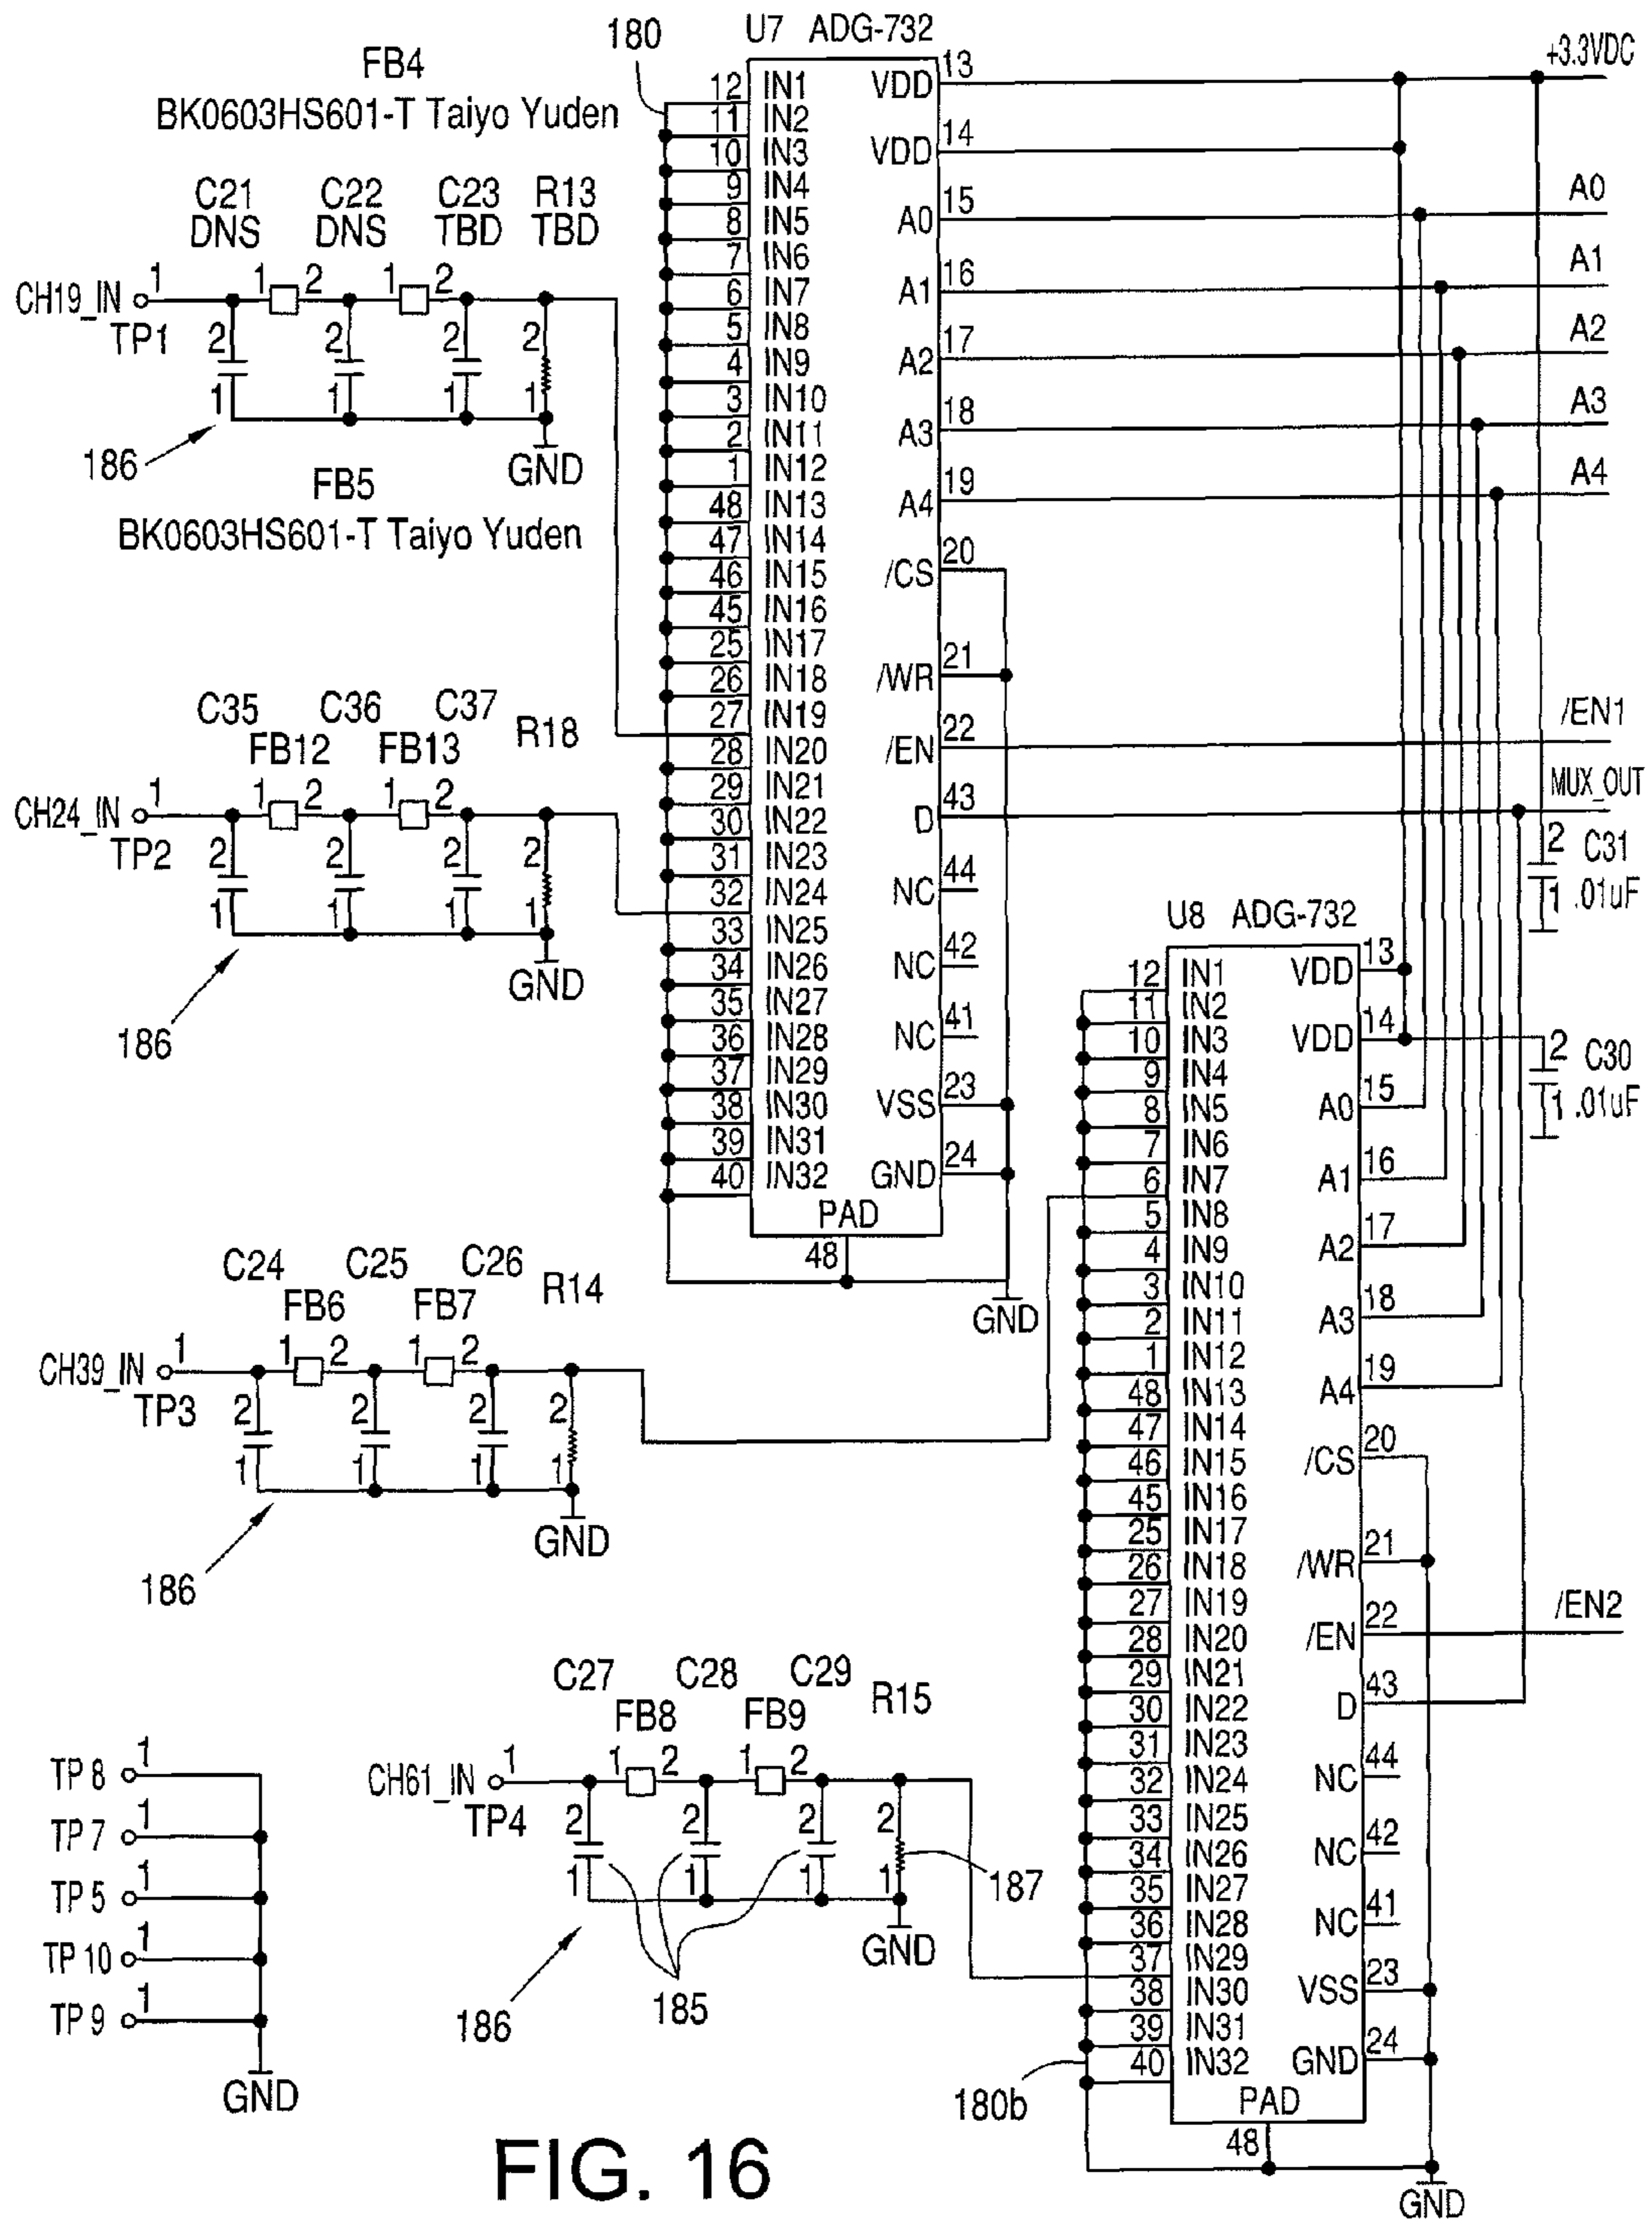 180
U7 ADG-732
FB4
BK0603HS601-T Taiyo Yuden
C21 C22 C23 R13
DNS DNS TBD TBD
CH19_IN 1 1 2 1 2
TP1 2 2 2 2
1 1 1 1
186
GND
FB5
BK0603HS601-T Taiyo Yuden
C35 C36 C37 R18
FB12 FB13
CH24_IN 1 1 2 1 2
TP2 2 2 2 2
1 1 1 1
GND
186
12 IN1
11 IN2
10 IN3
9 IN4
8 IN5
7 IN6
6 IN7
5 IN8
4 IN9
3 IN10
2 IN11
1 IN12
48 IN13
47 IN14
46 IN15
45 IN16
25 IN17
26 IN18
27 IN19
28 IN20
29 IN21
30 IN22
31 IN23
32 IN24
33 IN25
34 IN26
35 IN27
36 IN28
37 IN29
38 IN30
39 IN31
40 IN32
VDD 13
VDD 14
A0 15
A1 16
A2 17
A3 18
A4 19
/CS 20
/WR 21
/EN 22
D 43
NC 44
NC 42
NC 41
VSS 23
GND 24
PAD
48
GND
+3.3VDC
A0
A1
A2
A3
A4
/EN1
MUX_OUT
2 C31
1 .01uF
2 C30
1 .01uF
C24 C25 C26 R14
FB6 FB7
CH39_IN 1 1 2 1 2
TP3 2 2 2 2
1 1 1 1
GND
186
U8 ADG-732
12 IN1
11 IN2
10 IN3
9 IN4
8 IN5
7 IN6
6 IN7
5 IN8
4 IN9
3 IN10
2 IN11
1 IN12
48 IN13
47 IN14
46 IN15
45 IN16
25 IN17
26 IN18
27 IN19
28 IN20
29 IN21
30 IN22
31 IN23
32 IN24
33 IN25
34 IN26
35 IN27
36 IN28
37 IN29
38 IN30
39 IN31
40 IN32
VDD 13
VDD 14
A0 15
A1 16
A2 17
A3 18
A4 19
/CS 20
/WR 21
/EN 22
D 43
NC 44
NC 42
NC 41
VSS 23
GND 24
PAD
48
GND
/EN2
C27 C28 C29 R15
FB8 FB9
CH61_IN 1 1 2 1 2
TP4 2 2 2 2
1 1 1 1
187
GND
186
185
180b
TP 8 1
TP 7 1
TP 5 1
TP 10 1
TP 9 1
GND
FIG. 16